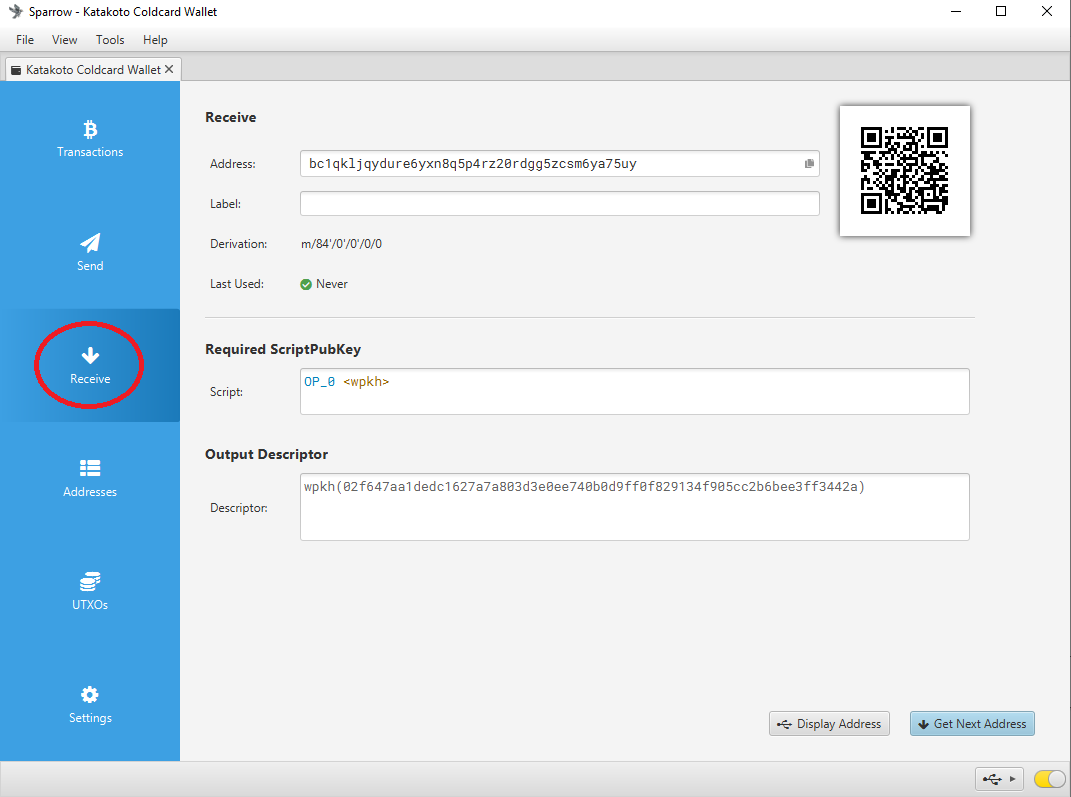 Sparrow - Katakoto Coldcard Wallet
File View Tools Help
Katakoto Coldcard Wallet
Transactions
Send
Receive
Addresses
UTXOs
Settings
Receive
Address: bc1qkljqydure6yxn8q5p4rz20rdgg5zcsm6ya75uy
Label:
Derivation: m/84'/0'/0'/0/0
Last Used: Never
Required ScriptPubKey
Script: OP_0 <wpkh>
Output Descriptor
Descriptor: wpkh(02f647aa1dedc1627a7a803d3e0ee740b0d9ff0f829134f905cc2b6bee3ff3442a)
Display Address Get Next Address